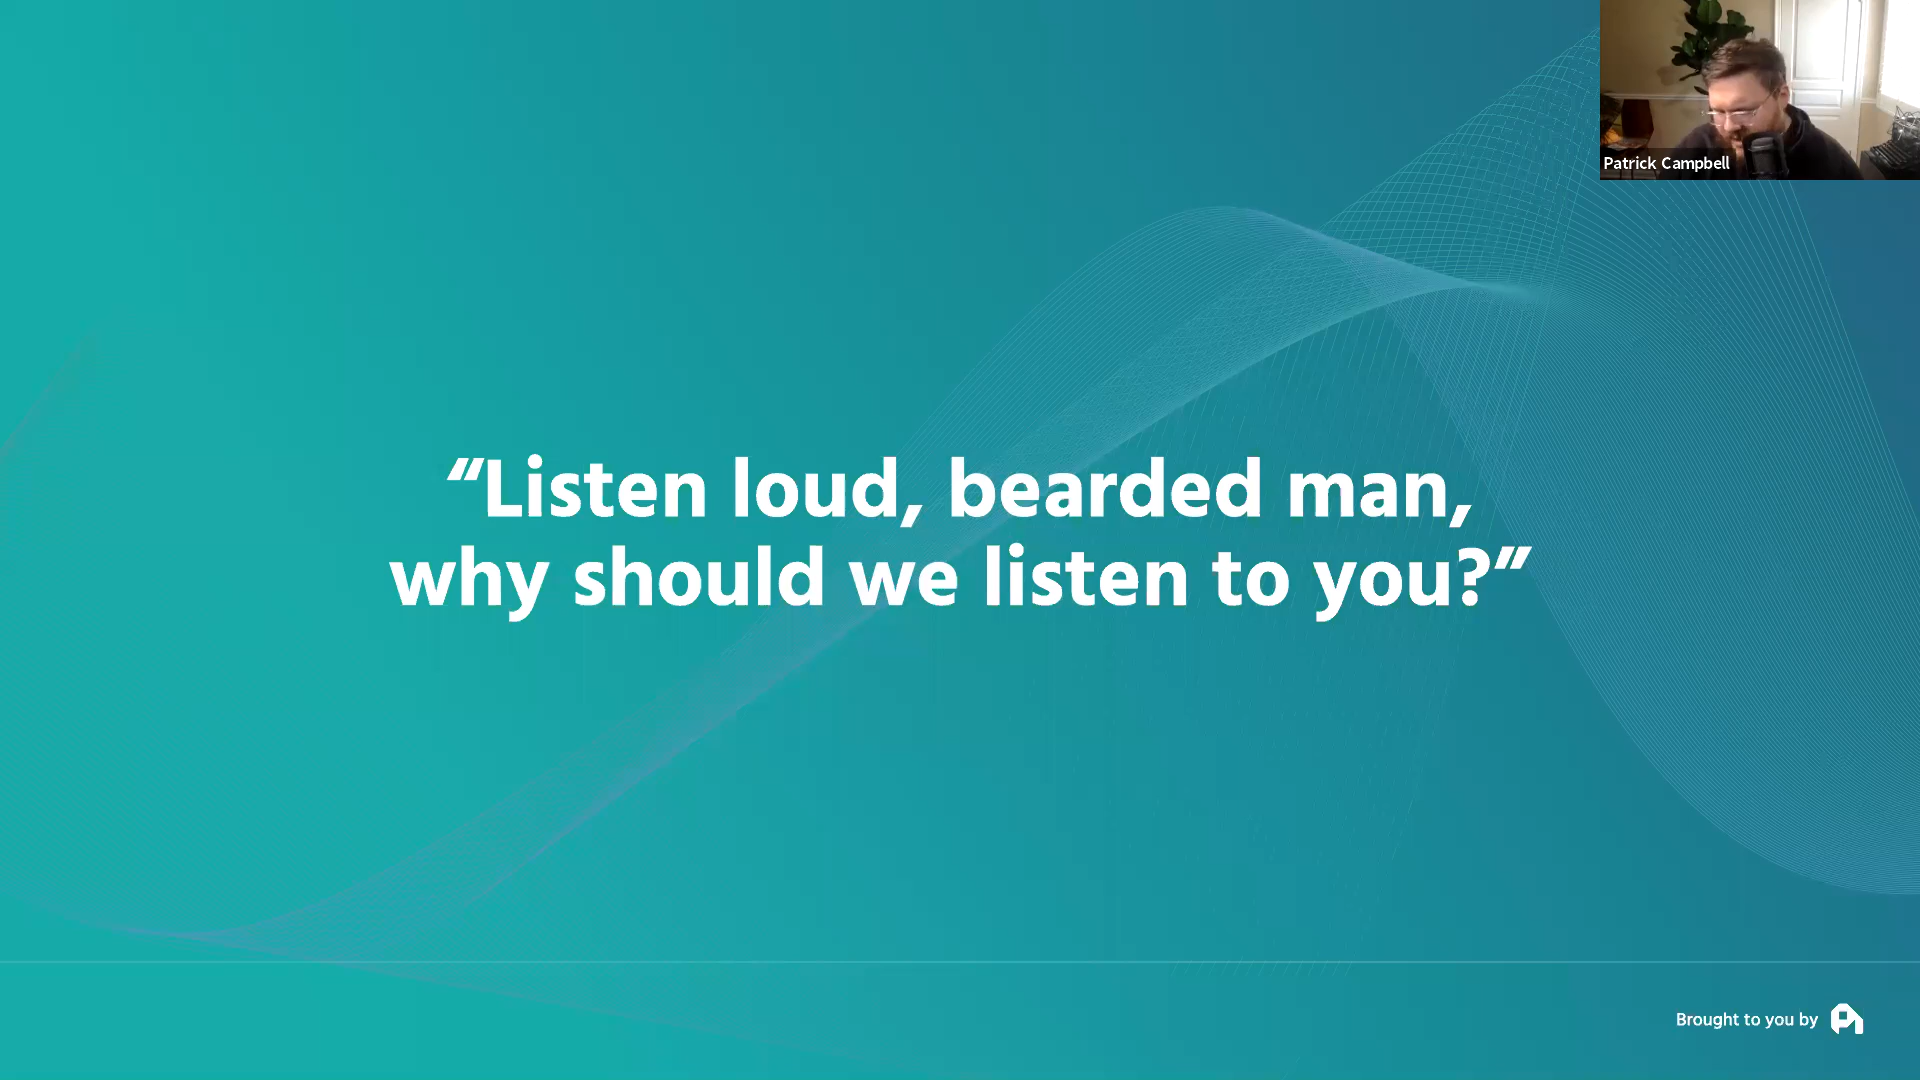 Patrick Campbell
“Listen loud, bearded man,
why should we listen to you?”
Brought to you by